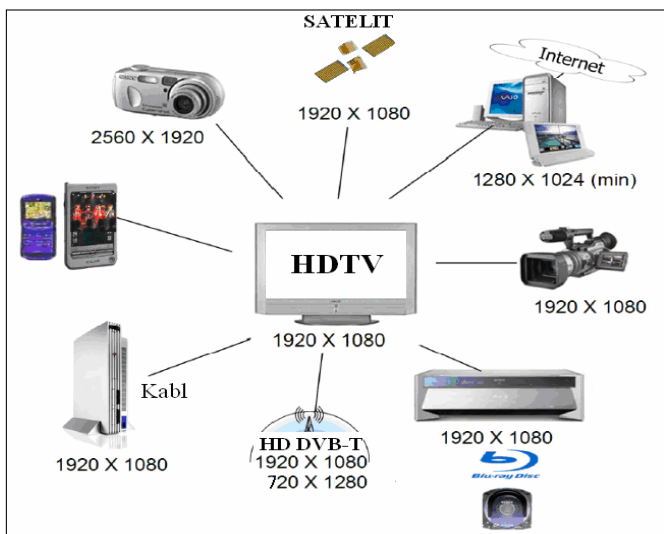 SATELIT
1920 X 1080
2560 X 1920
Internet
VAIO
1280 X 1024 (min)
HDTV
1920 X 1080
1920 X 1080
Kabl
1920 X 1080
HD DVB-T
1920 X 1080
720 X 1280
1920 X 1080
Blu-ray Disc